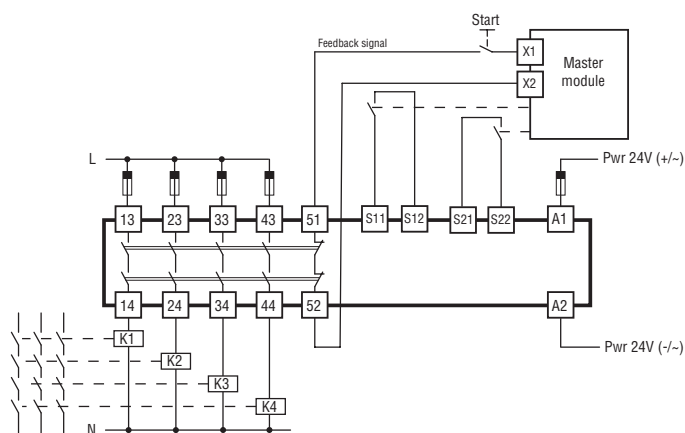 Start
Feedback signal
X1
Master
module
X2
L
Pwr 24V (+/~)
13
23
33
43
51
S11
S12
S21
S22
A1
14
24
34
44
52
A2
K1
K2
Pwr 24V (-/~)
K3
K4
N